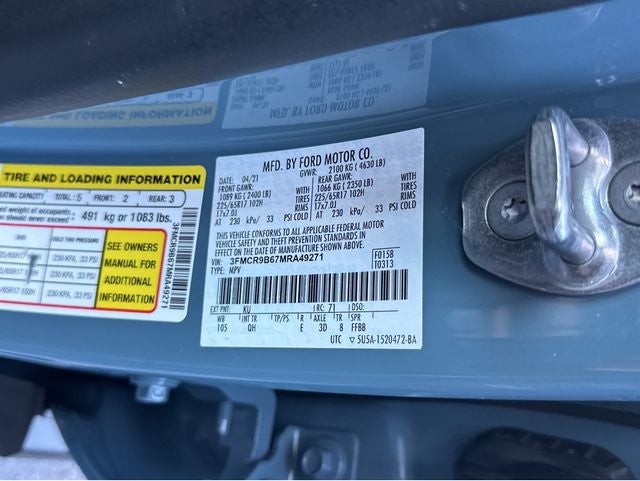 TIRE AND LOADING INFORMATION
SEATING CAPACITY TOTAL: 5 FRONT: 2 REAR: 3
weight of occupants:
should never exceed: 491 kg or 1083 lbs.
COLD TIRE PRESSURE
230 KPA, 33 PSI
230 KPA, 33 PSI
SEE OWNERS
MANUAL FOR
ADDITIONAL
INFORMATION
3FMCR9B67MRA49271
MFD. BY FORD MOTOR CO.
DATE: 04/21 GVWR: 2100 KG ( 4630 LB)
FRONT GAWR: REAR GAWR:
1089 KG ( 2400 LB) WITH 1066 KG ( 2350 LB) WITH
225/65R17 102H TIRES 225/65R17 102H TIRES
17x7.0J RIMS 17x7.0J RIMS
AT 230 kPa/ 33 PSI COLD AT 230 kPa/ 33 PSI COLD
THIS VEHICLE CONFORMS TO ALL APPLICABLE FEDERAL MOTOR
VEHICLE SAFETY AND THEFT PREVENTION STANDARDS IN EFFECT ON
THE DATE OF MANUFACTURE SHOWN ABOVE.
VIN: 3FMCR9B67MRA49271 F0158
TYPE: MPV T0313
EXT PNT: KU RC: 71 DSO:
WB INT TR TP/PS R AXLE TR SPR
105 QH E 3D 8 FFBB
UTC ▽ 5U5A-1520472-BA
TIRE AND LOADING INFORMATION
MFD. BY FORD MOTOR CO.